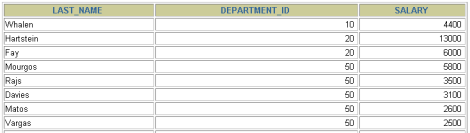 LAST_NAME DEPARTMENT_ID SALARY
Whalen 10 4400
Hartstein 20 13000
Fay 20 6000
Mourgos 50 5800
Rajs 50 3500
Davies 50 3100
Matos 50 2600
Vargas 50 2500